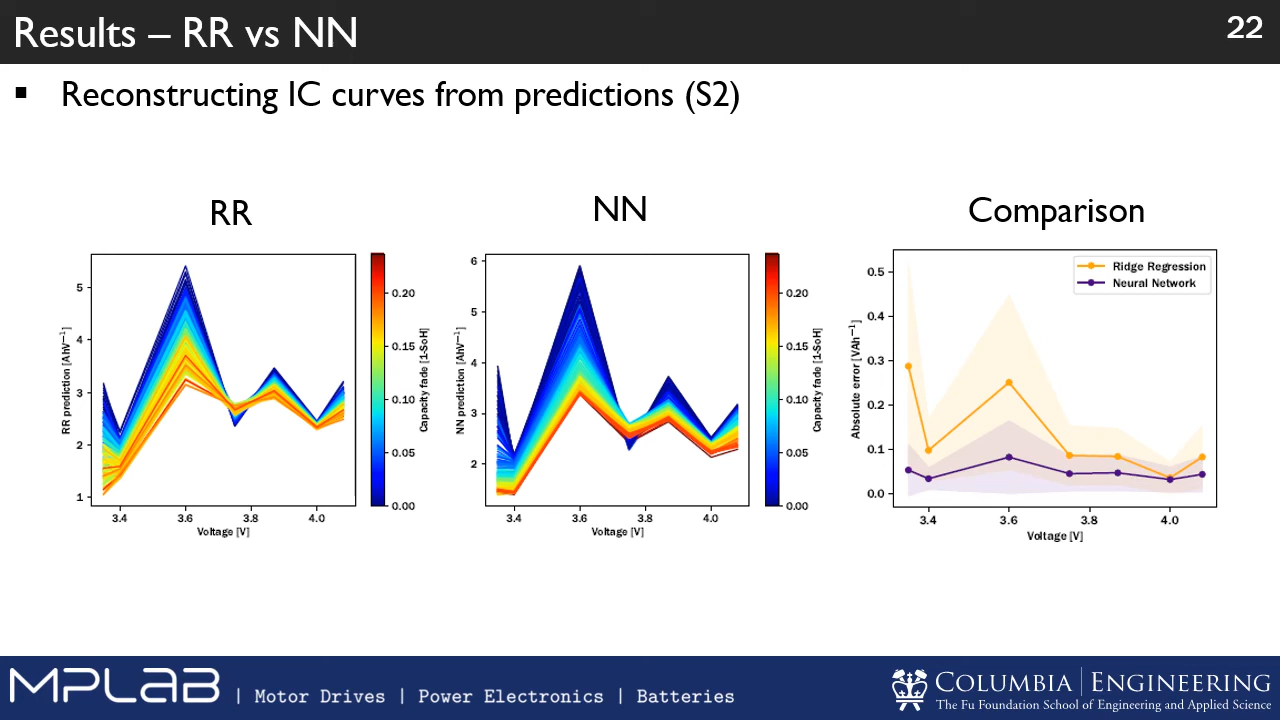 Results – RR vs NN
22
▪ Reconstructing IC curves from predictions (S2)
RR
NN
Comparison
RR prediction [AhV⁻¹]
5
4
3
2
1
3.4 3.6 3.8 4.0
Voltage [V]
0.20
0.15
0.10
0.05
0.00
Capacity fade [1-SoH]
NN prediction [AhV⁻¹]
6
5
4
3
2
3.4 3.6 3.8 4.0
Voltage [V]
0.20
0.15
0.10
0.05
0.00
Capacity fade [1-SoH]
Absolute error [VAh⁻¹]
0.5
0.4
0.3
0.2
0.1
0.0
3.4 3.6 3.8 4.0
Voltage [V]
Ridge Regression
Neural Network
MPLAB | Motor Drives | Power Electronics | Batteries
COLUMBIA | ENGINEERING
The Fu Foundation School of Engineering and Applied Science